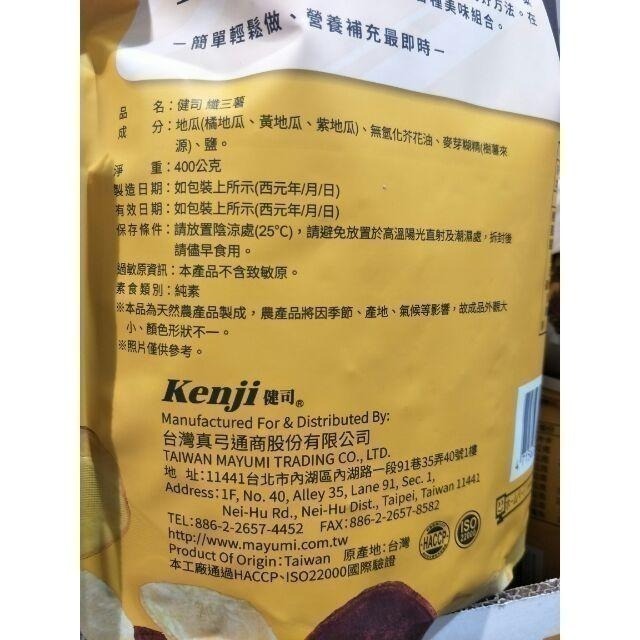 好方法。在
種美味組合。
—簡單輕鬆做、營養補充最即時—
品名：健司 纖三薯
成分：地瓜(橘地瓜、黃地瓜、紫地瓜)、無氫化芥花油、麥芽糊精(樹薯來
源)、鹽。
淨重：400公克
製造日期：如包裝上所示(西元年/月/日)
有效日期：如包裝上所示(西元年/月/日)
保存條件：請放置陰涼處(25℃)，請避免放置於高溫陽光直射及潮濕處，拆封後
請儘早食用。
過敏原資訊：本產品不含致敏原。
素食類別：純素
※本品為天然農產品製成，農產品將因季節、產地、氣候等影響，故成品外觀大
小、顏色形狀不一。
※照片僅供參考。
Kenji 健司®
Manufactured For & Distributed By:
台灣真弓通商股份有限公司
TAIWAN MAYUMI TRADING CO., LTD.
地 址:11441台北市內湖區內湖路一段91巷35弄40號1樓
Address:1F, No. 40, Alley 35, Lane 91, Sec. 1,
Nei-Hu Rd., Nei-Hu Dist., Taipei, Taiwan 11441
TEL:886-2-2657-4452 FAX:886-2-2657-8582
http://www.mayumi.com.tw
Product Of Origin:Taiwan 原產地:台灣
本工廠通過HACCP、ISO22000國際驗證
HACCP
ISO
22000